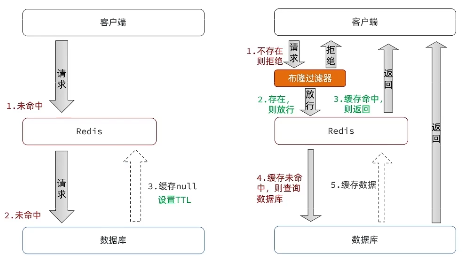 客户端
请求
1.未命中
Redis
请求
2.未命中
3.缓存null
设置TTL
数据库
客户端
1.不存在
则拒绝
请求
拒绝
布隆过滤器
2.存在，
则放行
放行
3.缓存命中，
则返回
返回
Redis
4.缓存未命
中，则查询
数据库
5.缓存数据
返回
数据库